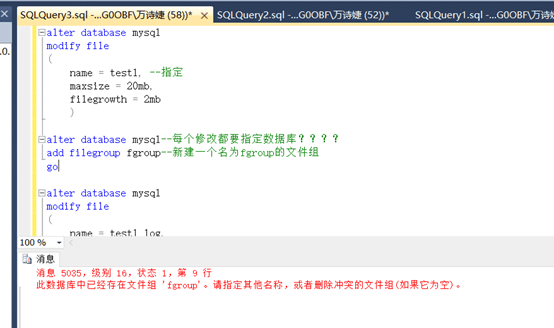 SQLQuery3.sql -...G0OBF\万诗婕 (58))* SQLQuery2.sql -...G0OBF\万诗婕 (52))* SQLQuery1.sql -...G0OBF\万诗婕
.0.
alter database mysql
modify file
(
name = test1, --指定
maxsize = 20mb,
filegrowth = 2mb
)
alter database mysql--每个修改都要指定数据库????
add filegroup fgroup--新建一个名为fgroup的文件组
go
alter database mysql
modify file
(
name = test1_log,
100 %
消息
消息 5035,级别 16,状态 1,第 9 行
此数据库中已经存在文件组 'fgroup'。请指定其他名称,或者删除冲突的文件组(如果它为空)。